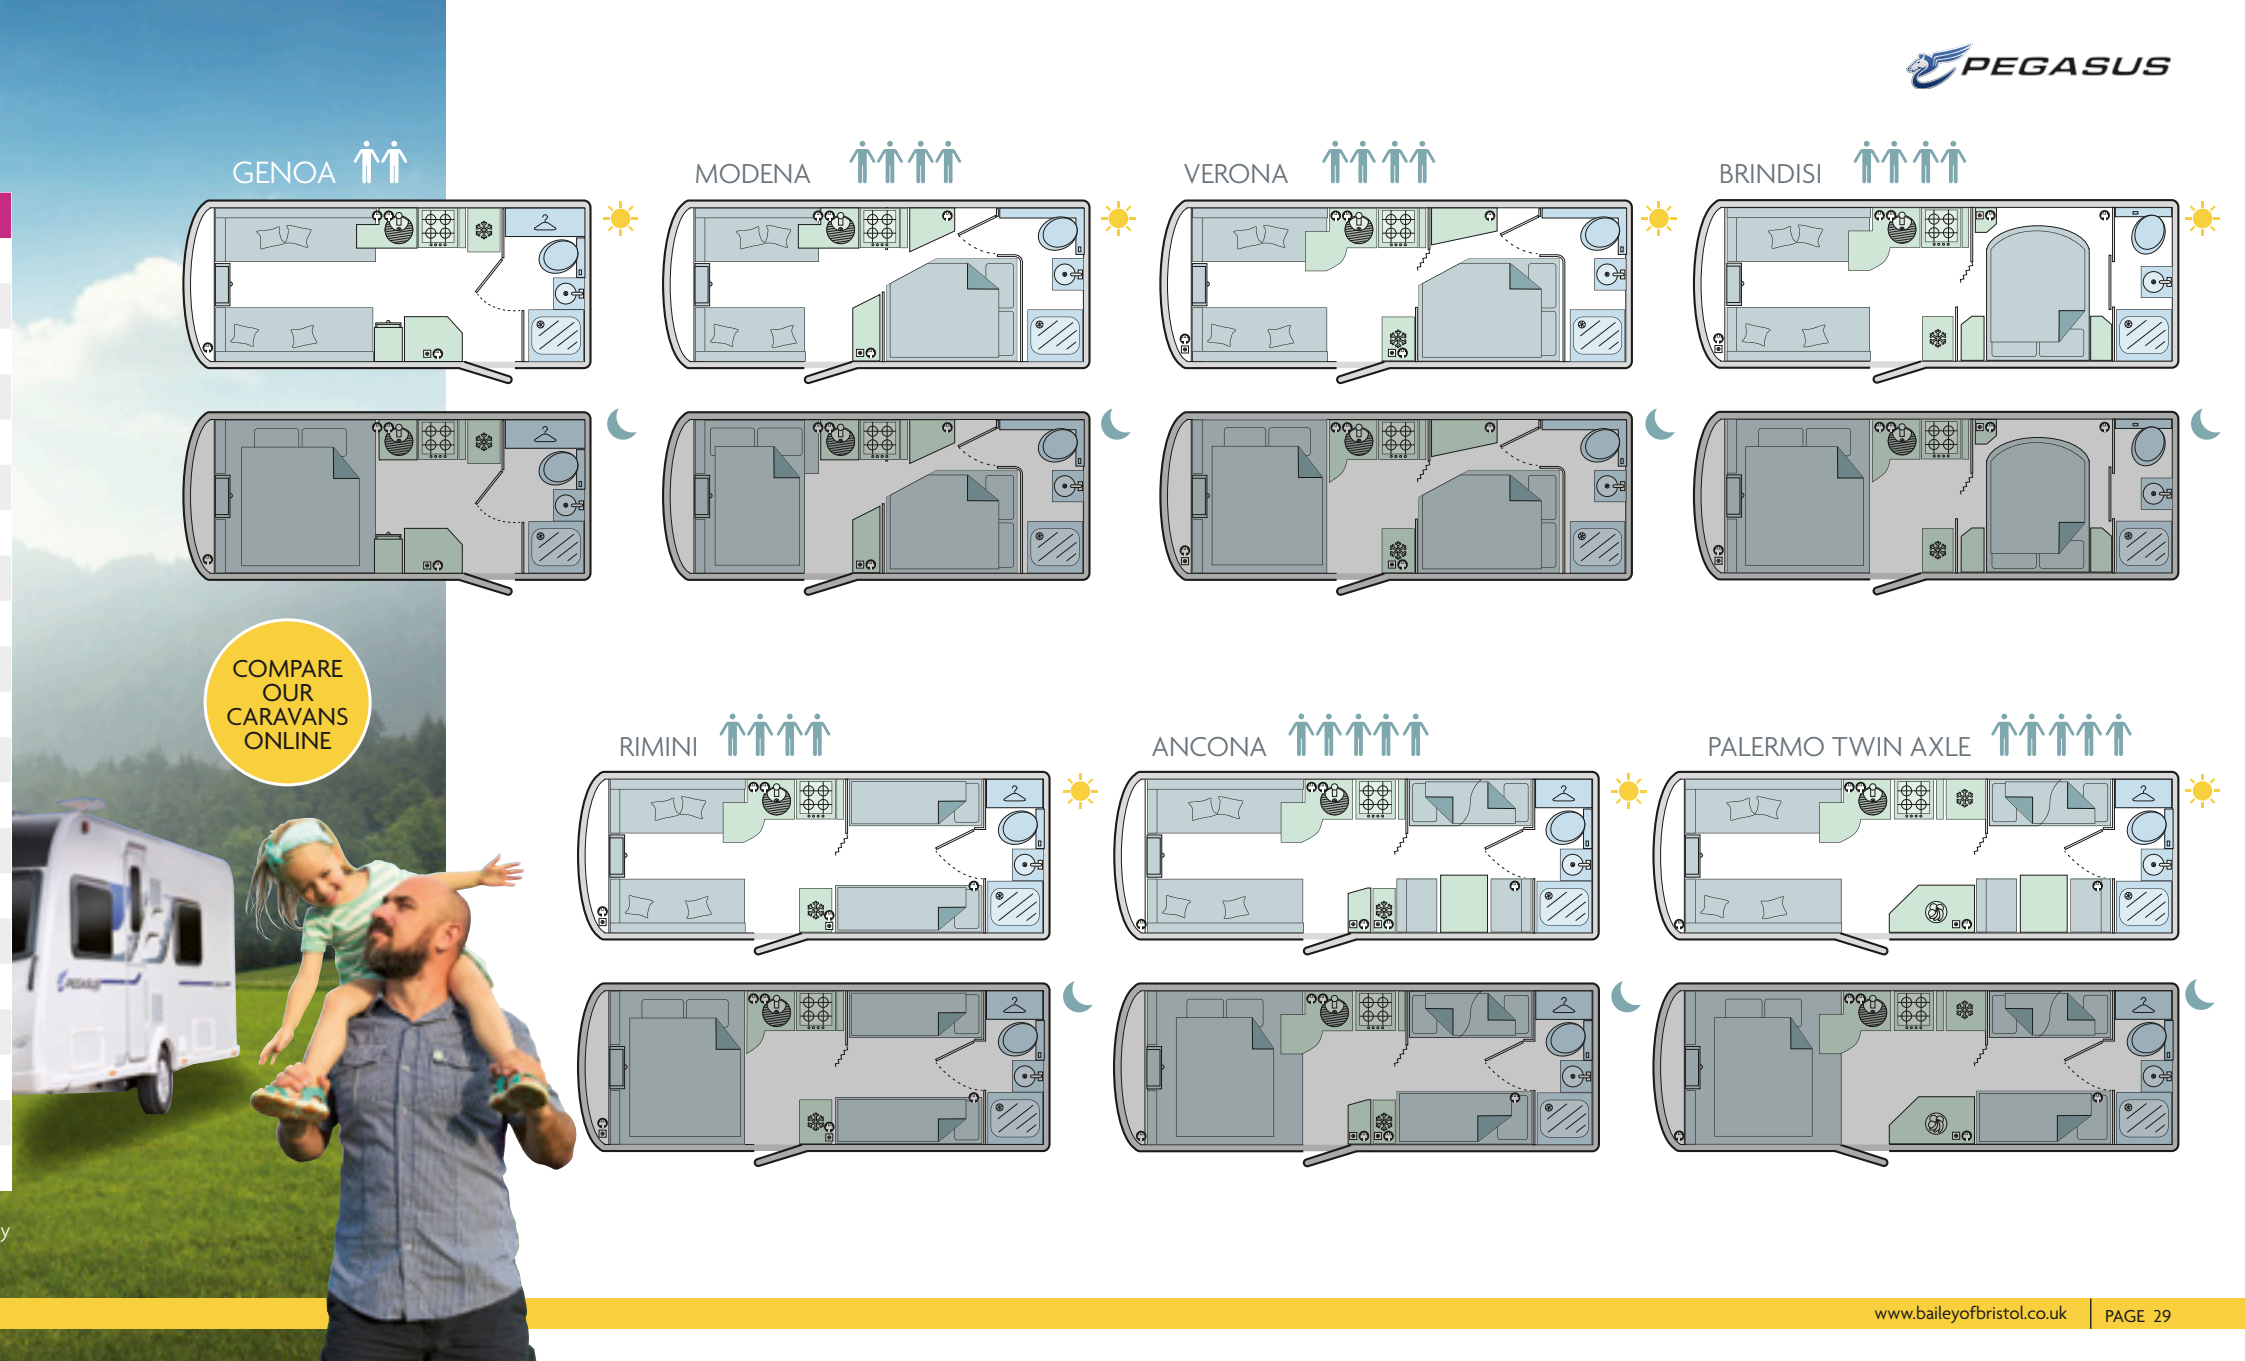 PEGASUS
GENOA
MODENA
VERONA
BRINDISI
COMPARE
OUR
CARAVANS
ONLINE
RIMINI
ANCONA
PALERMO TWIN AXLE
PEGASUS
y
www.baileyofbristol.co.uk
PAGE 29